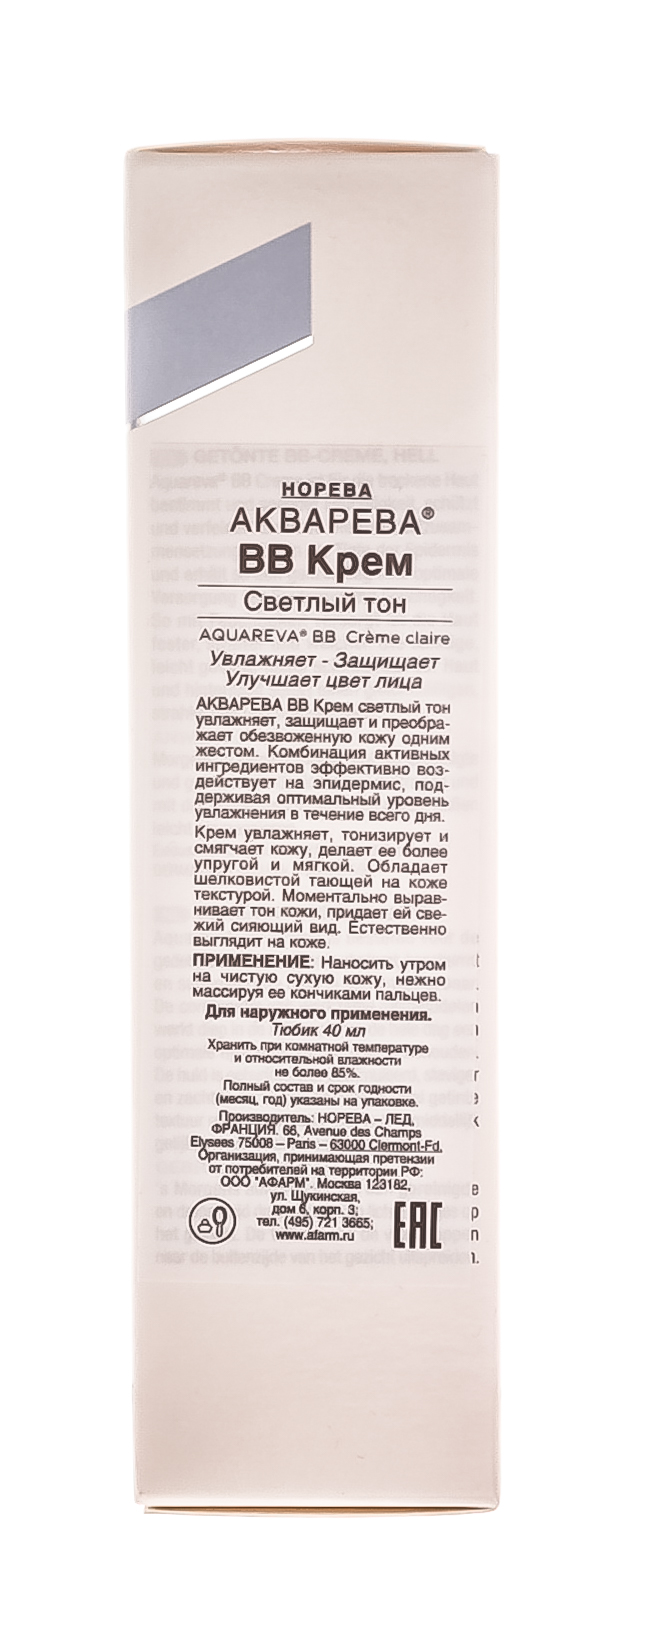 GETÖNTE BB-CREME, HELL
НОРЕВА
АКВАРЕВА®
ВВ Крем
Светлый тон
AQUAREVA® BB Crème claire
Увлажняет - Защищает
Улучшает цвет лица
АКВАРЕВА ВВ Крем светлый тон
увлажняет, защищает и преобра-
жает обезвоженную кожу одним
жестом. Комбинация активных
ингредиентов эффективно воз-
действует на эпидермис, под-
держивая оптимальный уровень
увлажнения в течение всего дня.
Крем увлажняет, тонизирует и
смягчает кожу, делает ее более
упругой и мягкой. Обладает
шелковистой тающей на коже
текстурой. Моментально вырав-
нивает тон кожи, придает ей све-
жий сияющий вид. Естественно
выглядит на коже.
ПРИМЕНЕНИЕ: Наносить утром
на чистую сухую кожу, нежно
массируя ее кончиками пальцев.
Для наружного применения.
Тюбик 40 мл
Хранить при комнатной температуре
и относительной влажности
не более 85%.
Полный состав и срок годности
(месяц, год) указаны на упаковке.
Производитель: НОРЕВА – ЛЕД,
ФРАНЦИЯ. 66, Avenue des Champs
Elysees 75008 – Paris – 63000 Clermont-Fd.
Организация, принимающая претензии
от потребителей на территории РФ:
ООО "АФАРМ". Москва 123182,
ул. Щукинская,
дом 6, корп. 3;
тел. (495) 721 3665;
www.afarm.ru
EAC